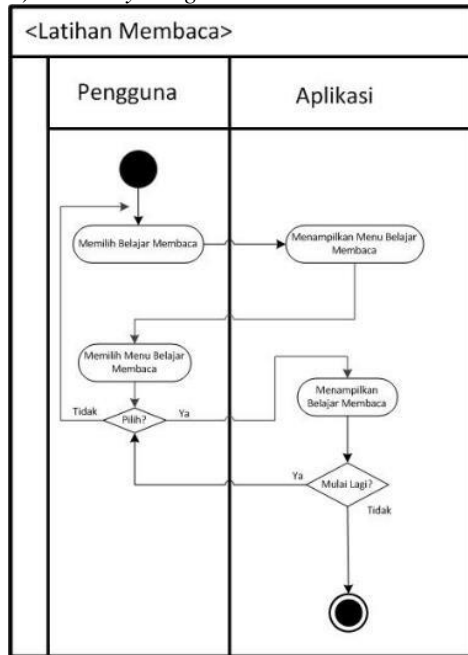 <Latihan Membaca>
Pengguna
Aplikasi
Memilih Belajar Membaca
Menampilkan Menu Belajar
Membaca
Memilih Menu Belajar
Membaca
Menampilkan
Belajar Membaca
Tidak
Pilih?
Ya
Ya
Mulai Lagi?
Tidak